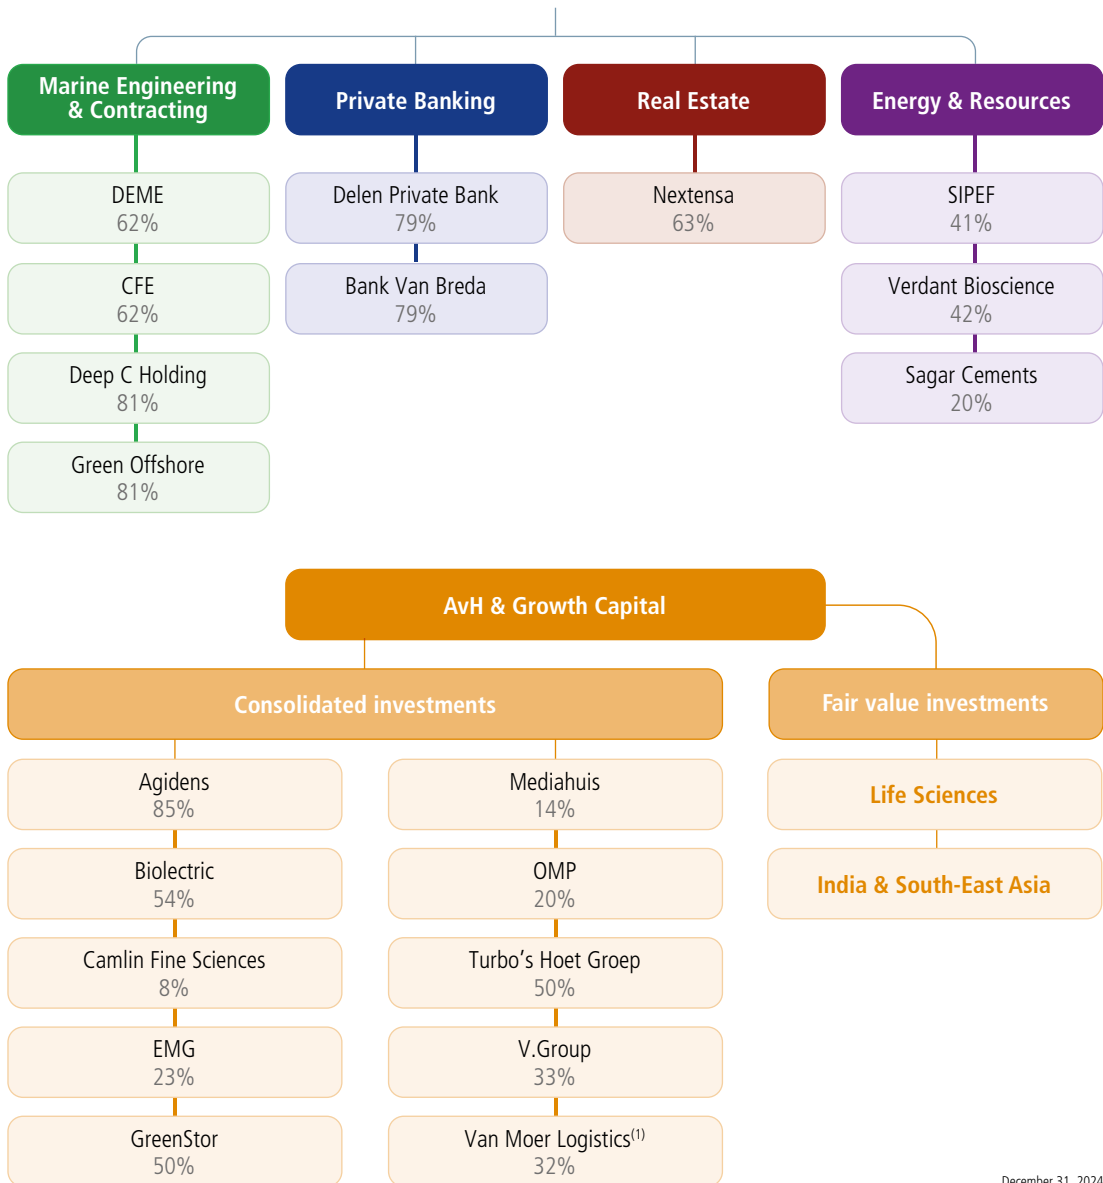 Marine Engineering
& Contracting
Private Banking
Real Estate
Energy & Resources
DEME
62%
CFE
62%
Deep C Holding
81%
Green Offshore
81%
Delen Private Bank
79%
Bank Van Breda
79%
Nextensa
63%
SIPEF
41%
Verdant Bioscience
42%
Sagar Cements
20%
AvH & Growth Capital
Consolidated investments
Fair value investments
Agidens
85%
Biolectric
54%
Camlin Fine Sciences
8%
EMG
23%
GreenStor
50%
Mediahuis
14%
OMP
20%
Turbo’s Hoet Groep
50%
V.Group
33%
Van Moer Logistics(1)
32%
Life Sciences
India & South-East Asia
December 31, 2024